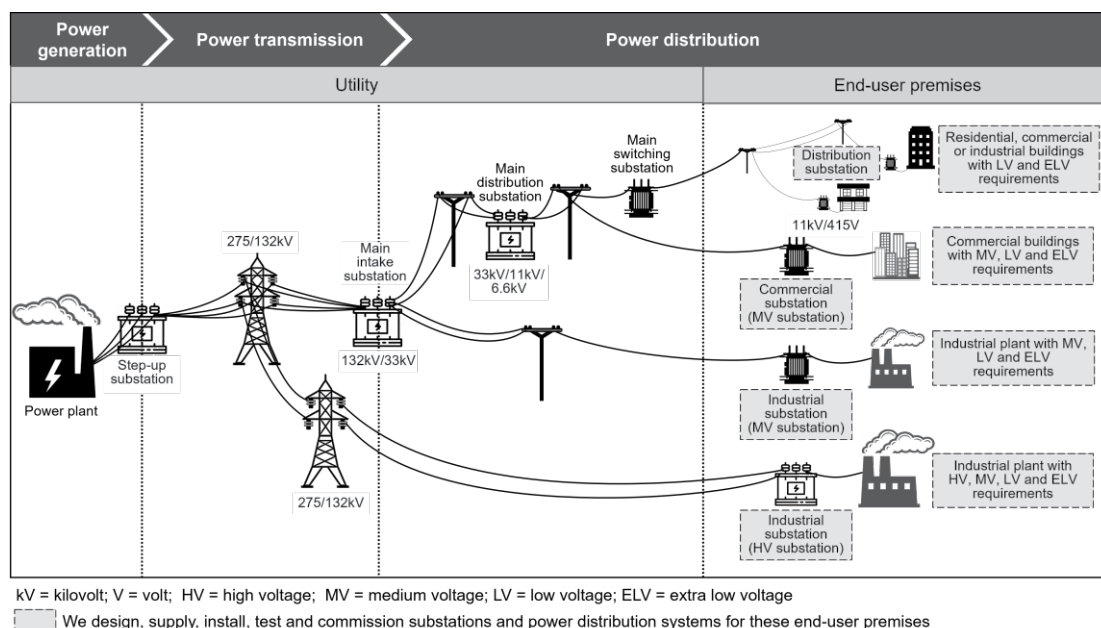 Power
generation
Power transmission
Power distribution
Utility
End-user premises
Power plant
Step-up
substation
275/132kV
275/132kV
Main
intake
substation
132kV/33kV
Main
distribution
substation
33kV/11kV/
6.6kV
Main
switching
substation
Distribution
substation
11kV/415V
Residential, commercial
or industrial buildings
with LV and ELV
requirements
Commercial
substation
(MV substation)
Commercial buildings
with MV, LV and ELV
requirements
Industrial
substation
(MV substation)
Industrial plant with MV,
LV and ELV
requirements
Industrial
substation
(HV substation)
Industrial plant with
HV, MV, LV and ELV
requirements
kV = kilovolt; V = volt; HV = high voltage; MV = medium voltage; LV = low voltage; ELV = extra low voltage
We design, supply, install, test and commission substations and power distribution systems for these end-user premises